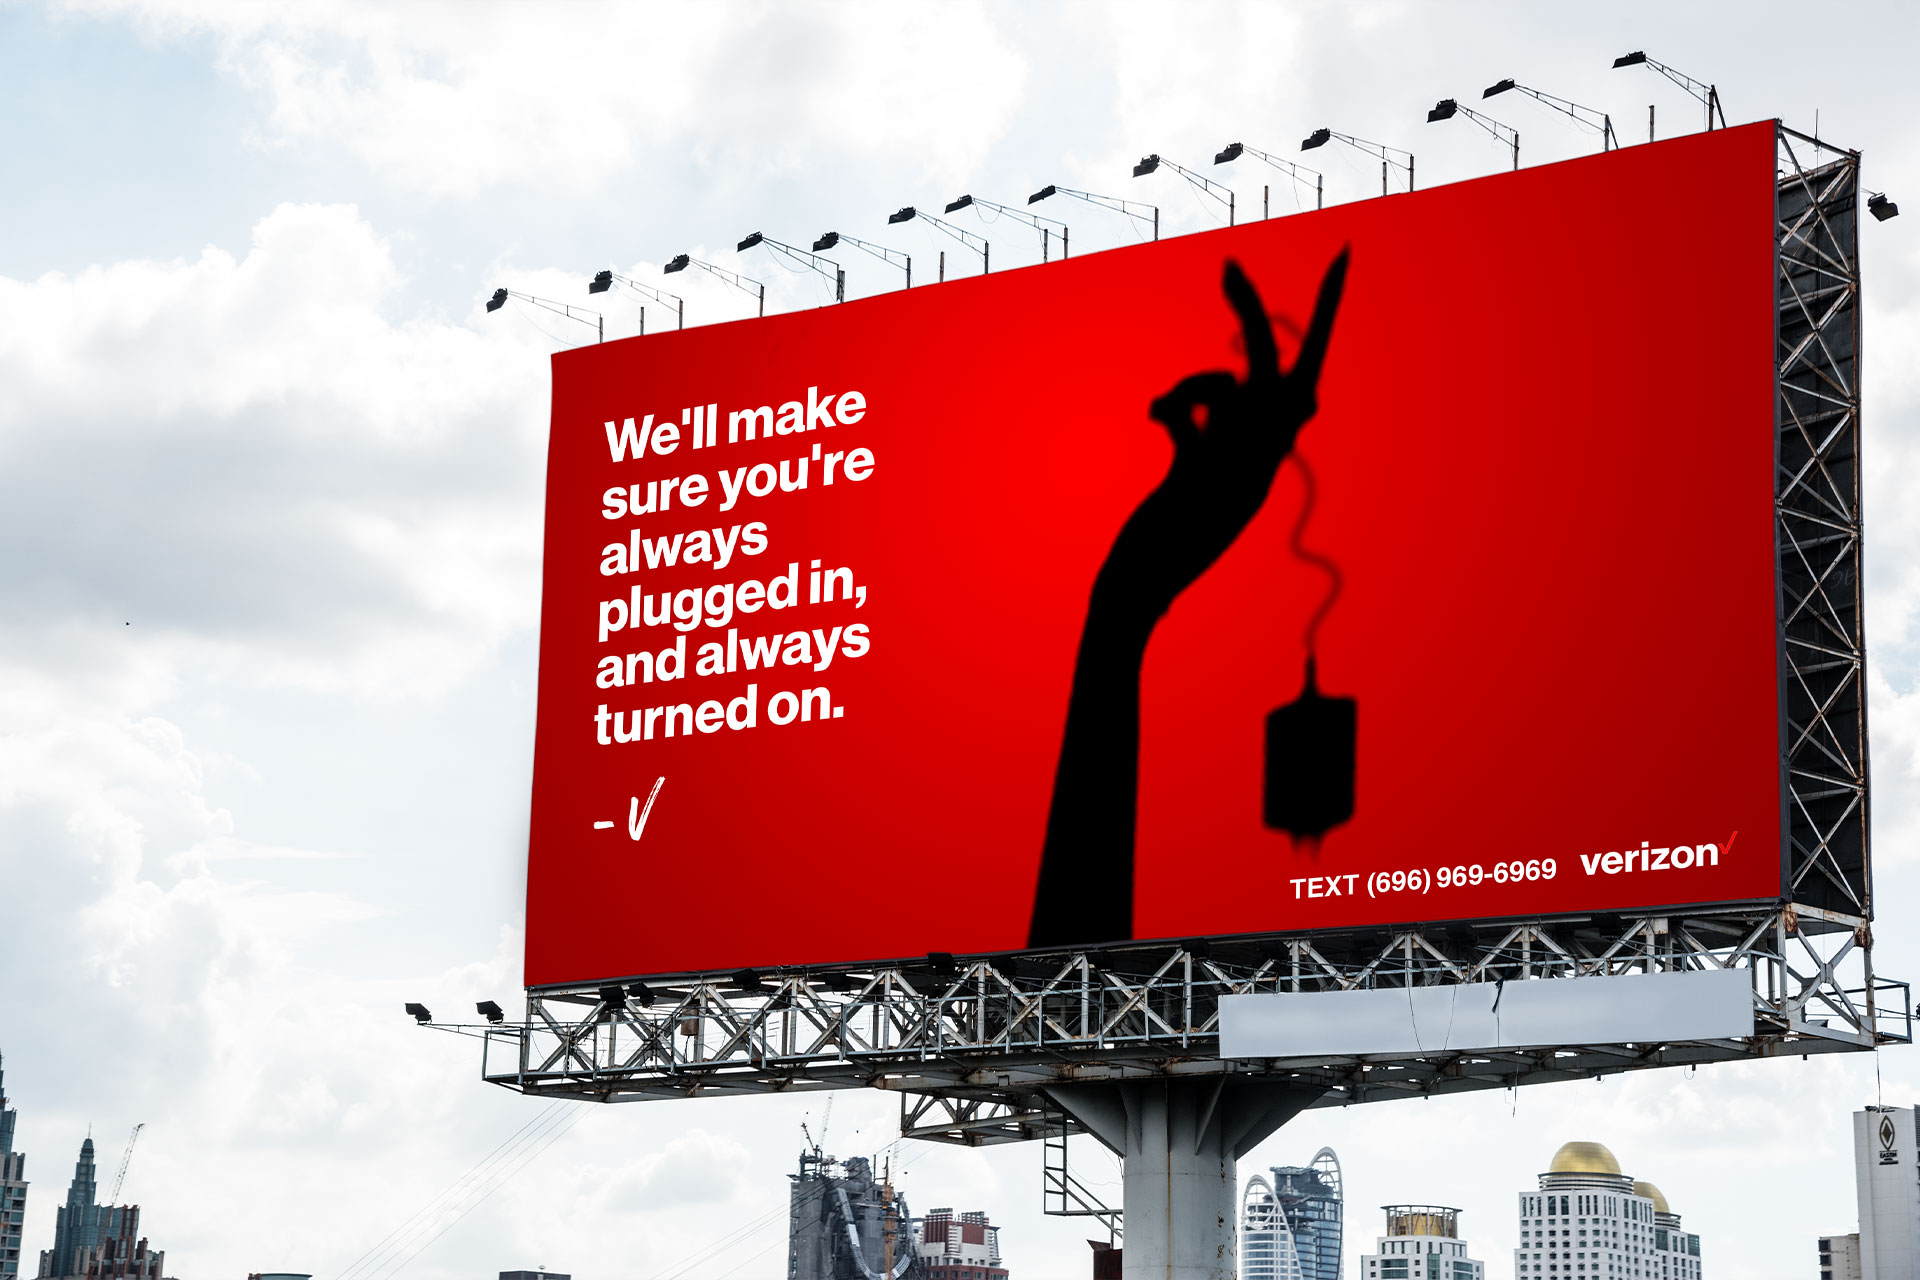 We'll make
sure you're
always
plugged in,
and always
turned on.
- V
TEXT (696) 969-6969 verizon✓